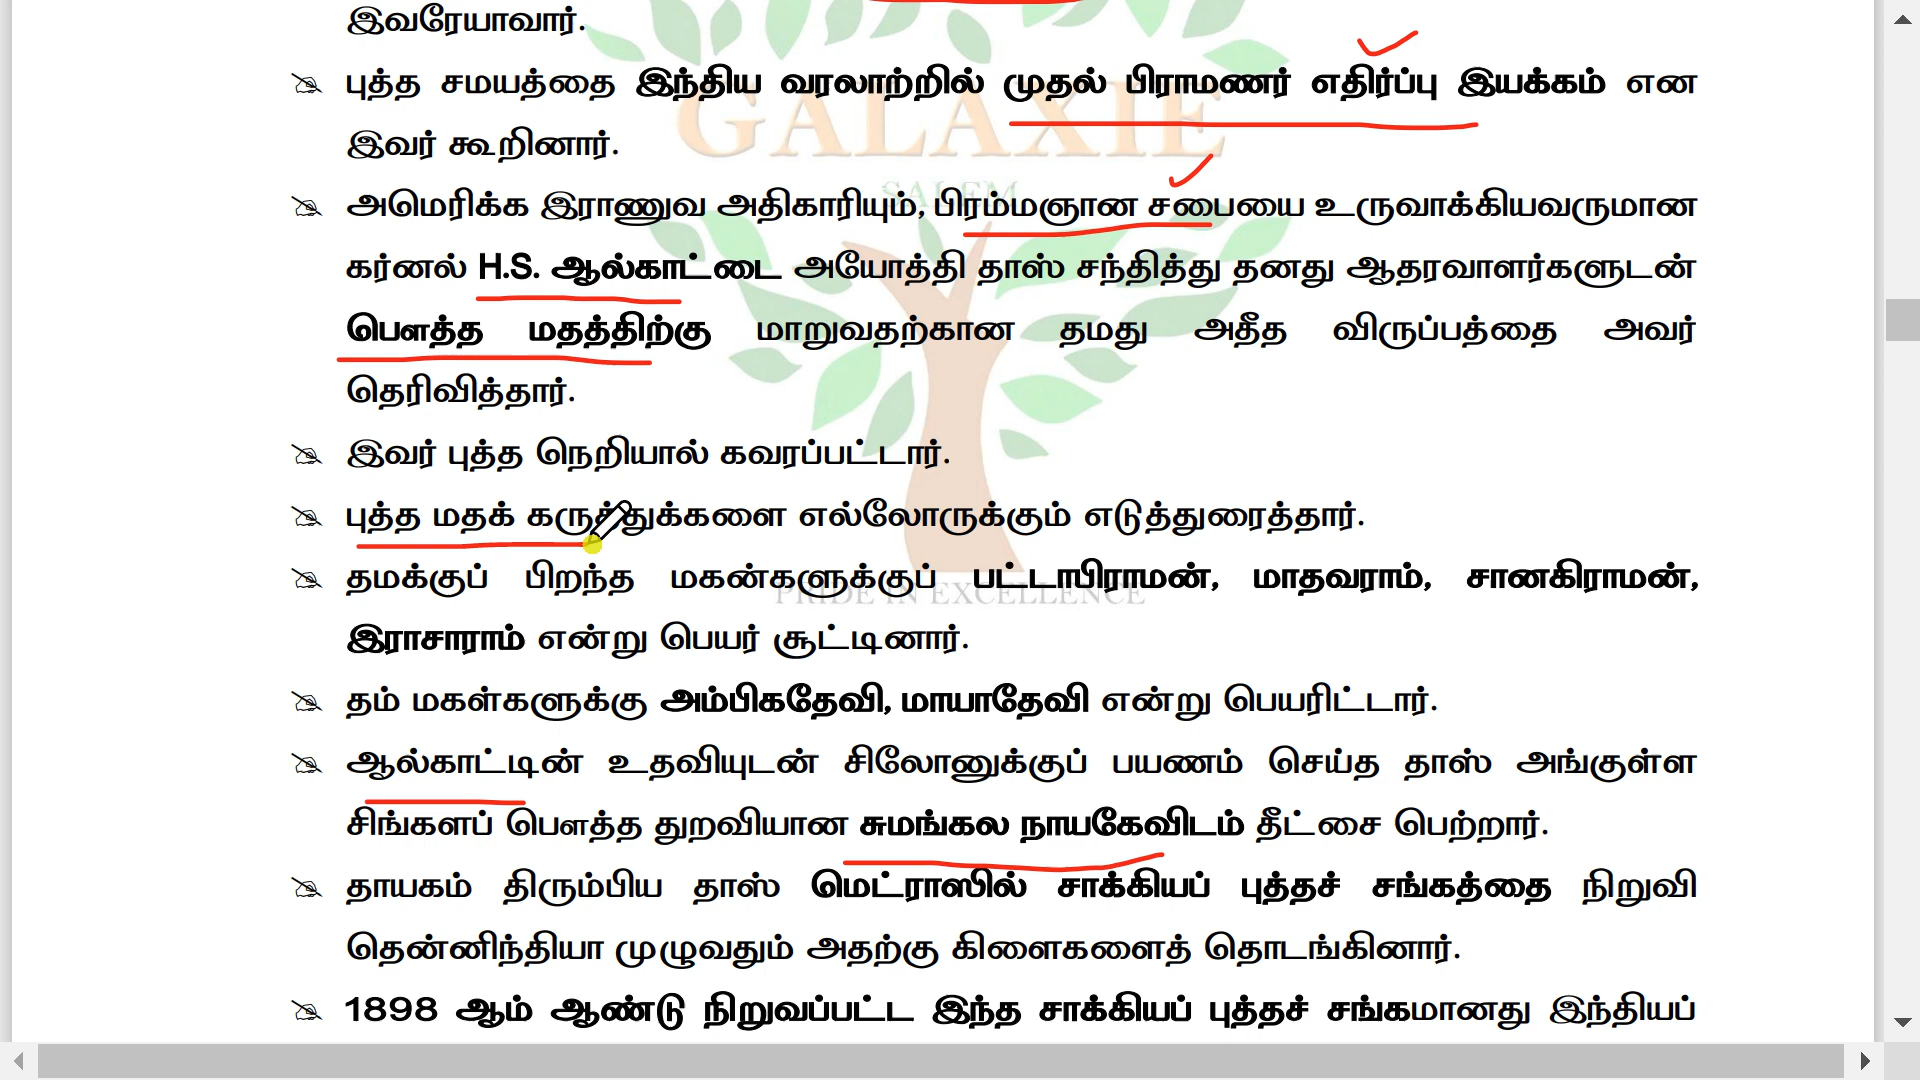 இவரேயாவார்.
புத்த சமயத்தை இந்திய வரலாற்றில் முதல் பிராமணர் எதிர்ப்பு இயக்கம் என
இவர் கூறினார்.
அமெரிக்க இராணுவ அதிகாரியும், பிரம்மஞான சபையை உருவாக்கியவருமான
கர்னல் H.S. ஆல்காட்டை அயோத்தி தாஸ் சந்தித்து தனது ஆதரவாளர்களுடன்
பௌத்த மதத்திற்கு மாறுவதற்கான தமது அதீத விருப்பத்தை அவர்
தெரிவித்தார்.
இவர் புத்த நெறியால் கவரப்பட்டார்.
புத்த மதக் கருத்துக்களை எல்லோருக்கும் எடுத்துரைத்தார்.
தமக்குப் பிறந்த மகன்களுக்குப் பட்டாபிராமன், மாதவராம், சானகிராமன்,
இராசாராம் என்று பெயர் சூட்டினார்.
தம் மகள்களுக்கு அம்பிகதேவி, மாயாதேவி என்று பெயரிட்டார்.
ஆல்காட்டின் உதவியுடன் சிலோனுக்குப் பயணம் செய்த தாஸ் அங்குள்ள
சிங்களப் பௌத்த துறவியான சுமங்கல நாயகேவிடம் தீட்சை பெற்றார்.
தாயகம் திரும்பிய தாஸ் மெட்ராஸில் சாக்கியப் புத்தச் சங்கத்தை நிறுவி
தென்னிந்தியா முழுவதும் அதற்கு கிளைகளைத் தொடங்கினார்.
1898 ஆம் ஆண்டு நிறுவப்பட்ட இந்த சாக்கியப் புத்தச் சங்கமானது இந்தியப்
GALAXIE
SALEM
PRIDE IN EXCELLENCE